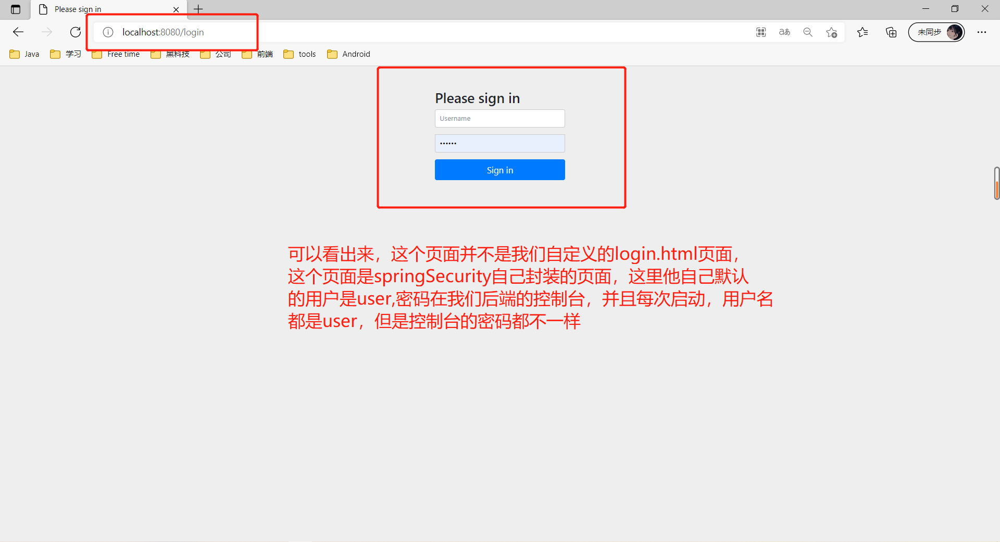 Please sign in
localhost:8080/login
aあ
未同步
Java
学习
Free time
黑科技
公司
前端
tools
Android
Please sign in
Username
••••••
Sign in
可以看出来，这个页面并不是我们自定义的login.html页面，
这个页面是springSecurity自己封装的页面，这里他自己默认
的用户是user,密码在我们后端的控制台，并且每次启动，用户名
都是user，但是控制台的密码都不一样